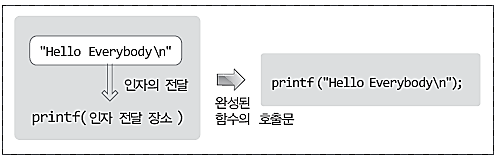 "Hello Everybody\n"
인자의 전달
printf(인자 전달 장소)
완성된
함수의 호출문
printf("Hello Everybody\n");